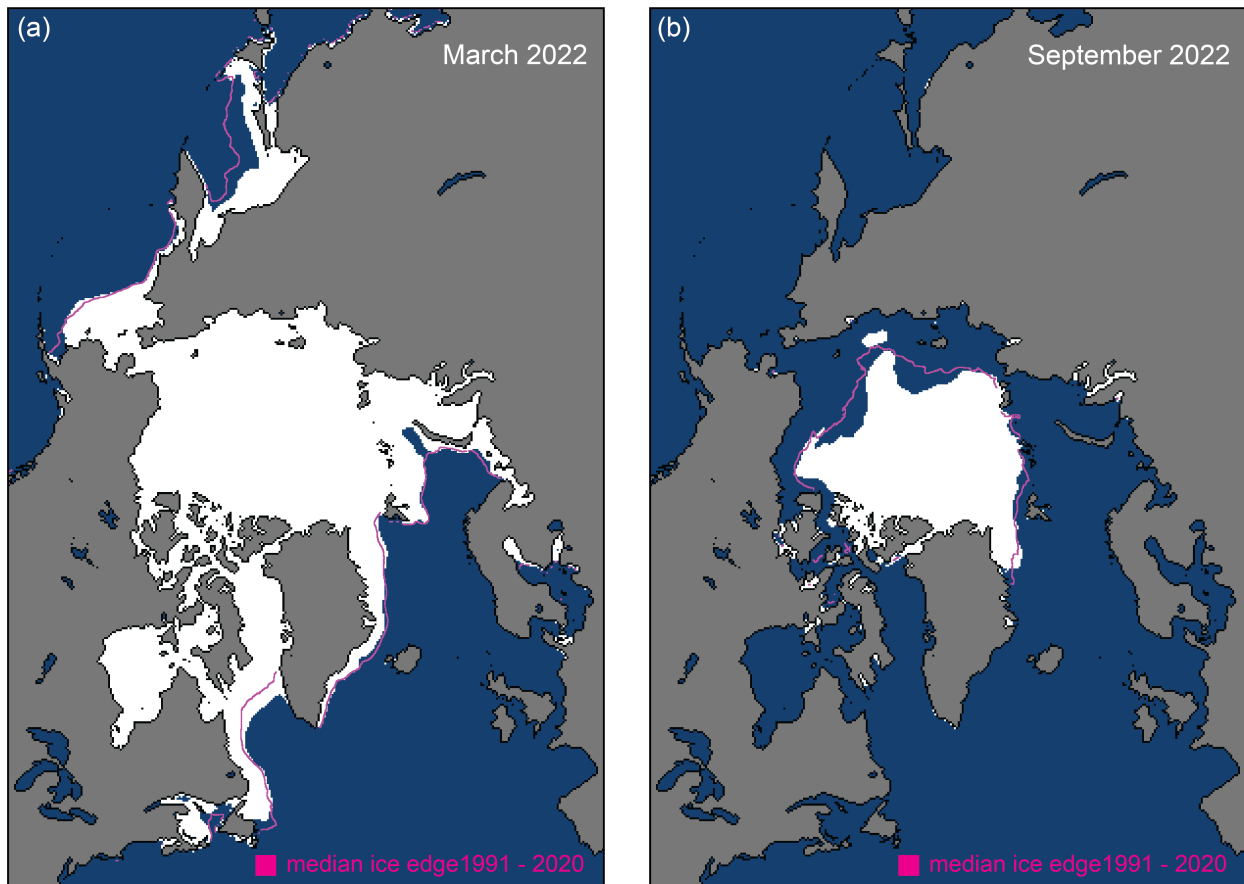 (a)
March 2022
median ice edge1991 - 2020
(b)
September 2022
median ice edge1991 - 2020